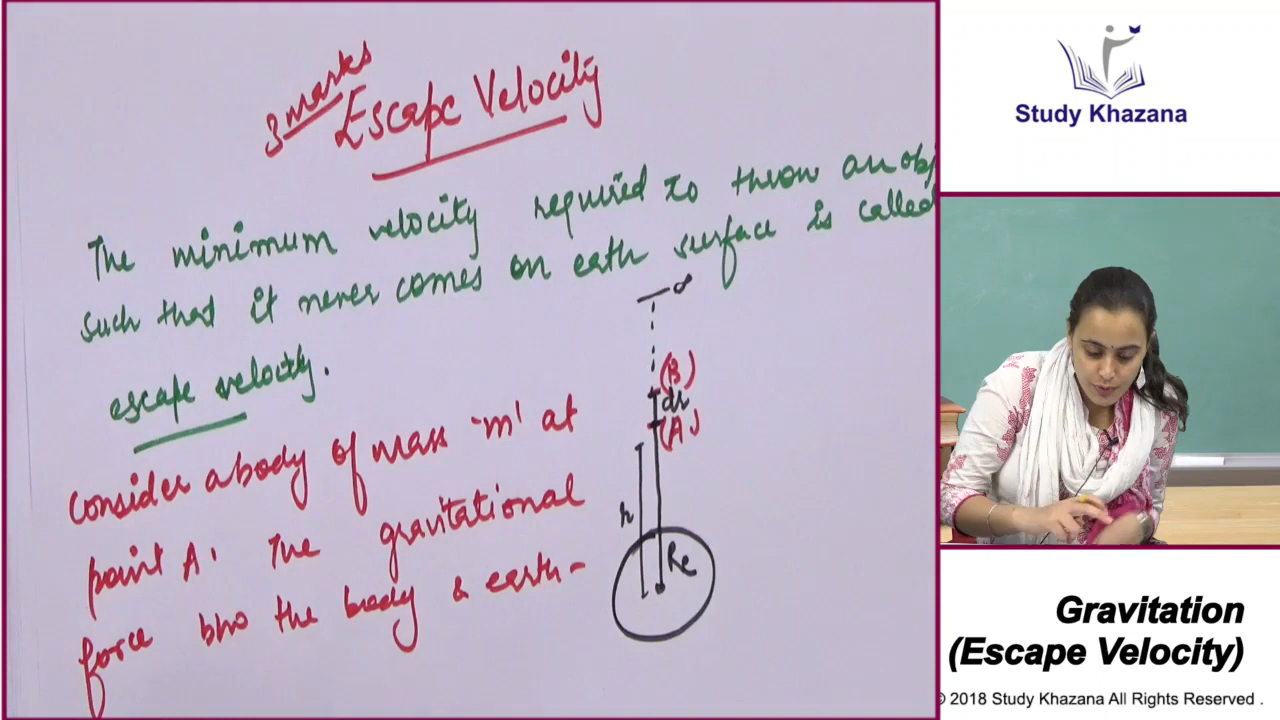 3 marks
Escape Velocity
The minimum velocity required to throw an obj
such that it never comes on earth surface is called
escape velocity.
∞
(B)
dr
(A)
r
Re
consider a body of mass 'm' at
point A. The gravitational
force b/w the body & earth-
Study Khazana
Gravitation
(Escape Velocity)
© 2018 Study Khazana All Rights Reserved .